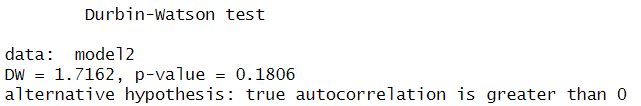 Durbin-Watson test
data: model2
DW = 1.7162, p-value = 0.1806
alternative hypothesis: true autocorrelation is greater than 0